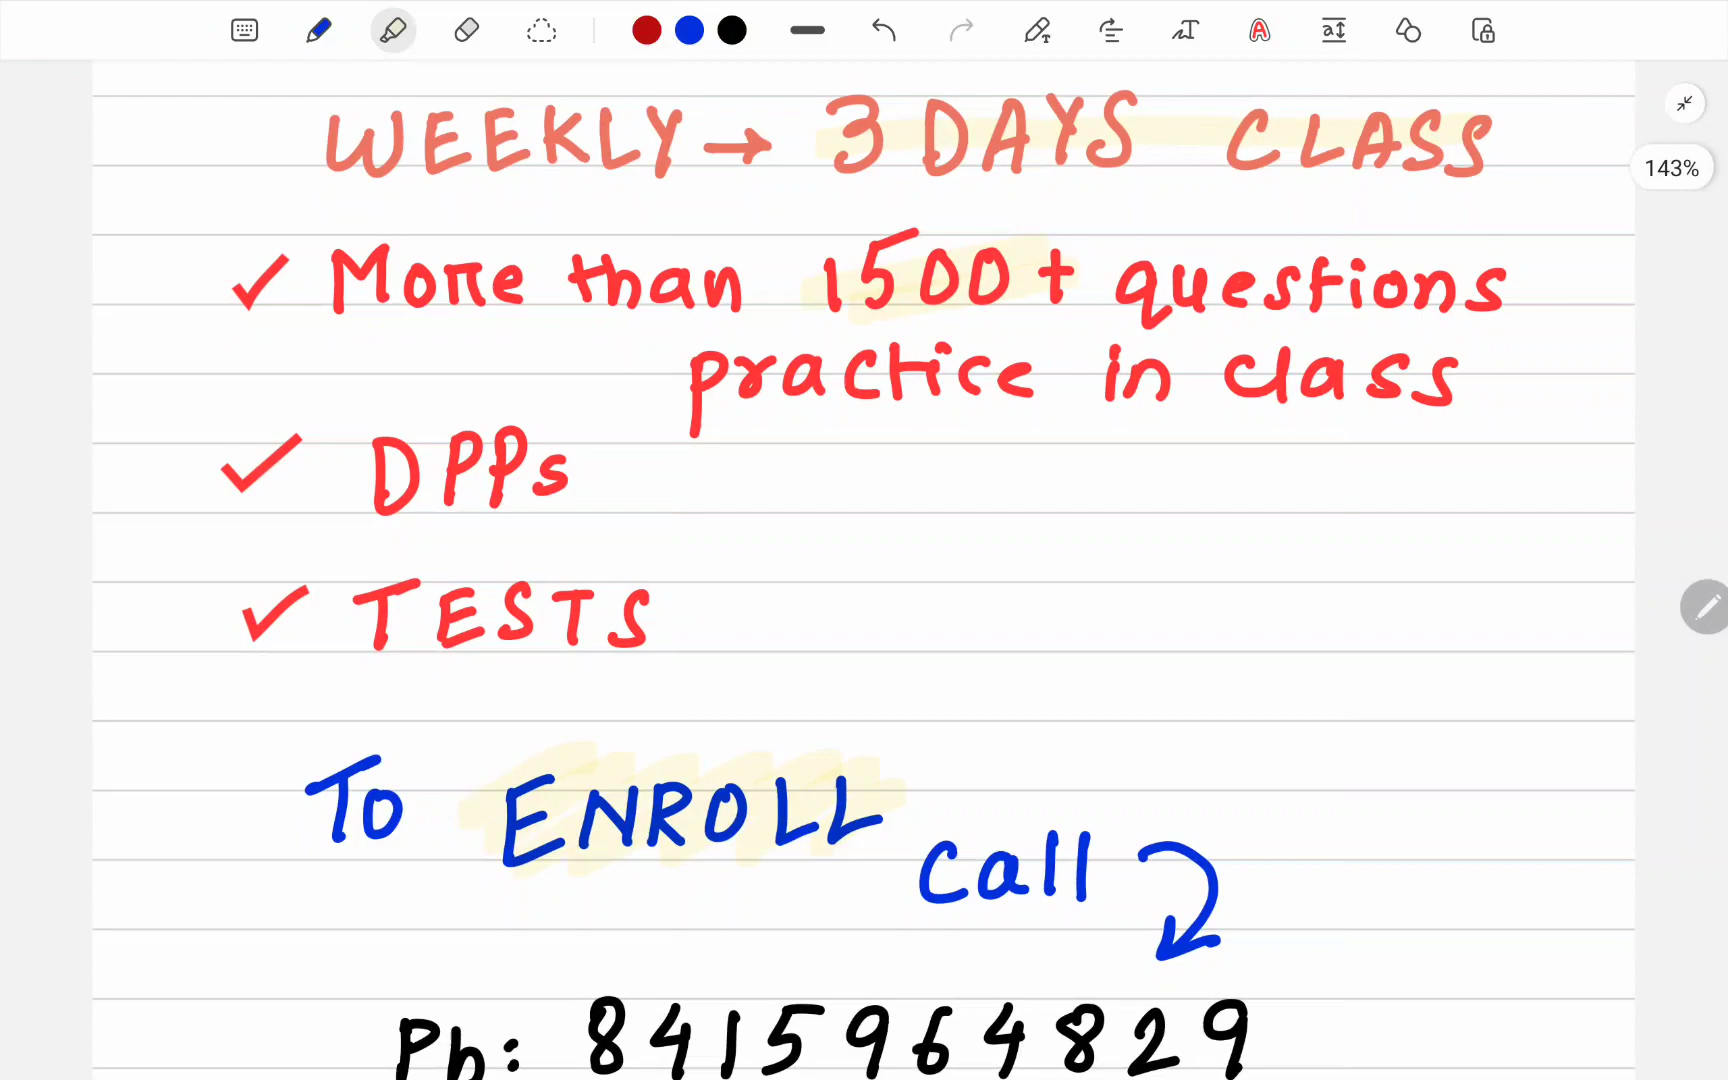 143%
WEEKLY → 3 DAYS CLASS
✓ More than 1500+ questions
practice in class
✓ DPPs
✓ TESTS
To ENROLL
call
Ph: 8415964829